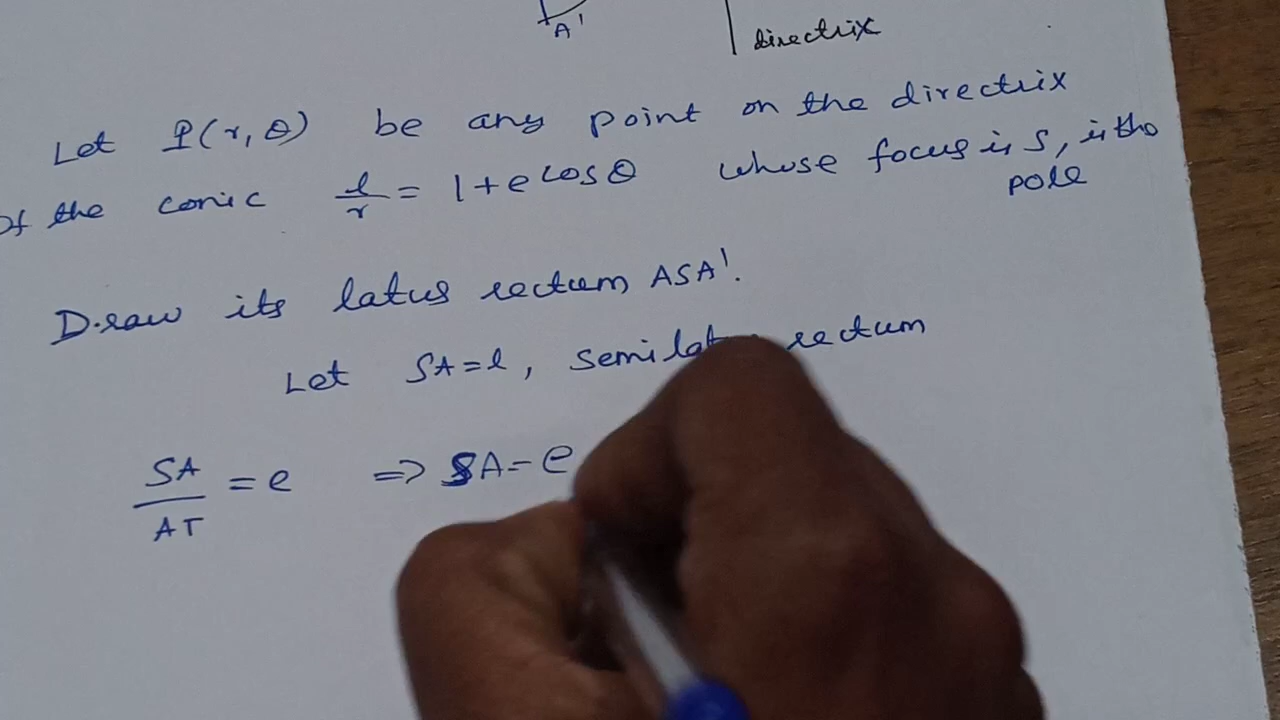 A'
directrix
Let P(r, θ) be any point on the directrix
Of the conic l/r = 1 + e cos θ whose focus is S, is the
pole
Draw its latus rectum ASA'.
Let SA = l, semilat rectum
SA/AT = e => SA = e